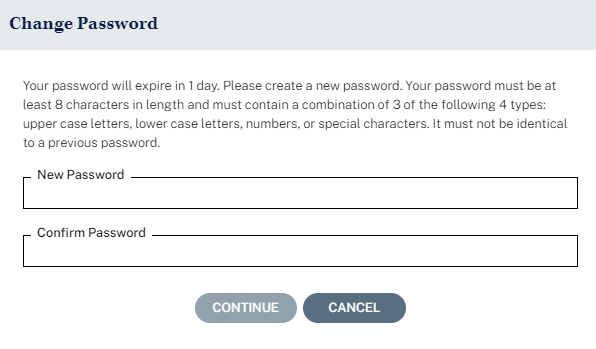 Change Password
Your password will expire in 1 day. Please create a new password. Your password must be at
least 8 characters in length and must contain a combination of 3 of the following 4 types:
upper case letters, lower case letters, numbers, or special characters. It must not be identical
to a previous password.
New Password
Confirm Password
CONTINUE CANCEL